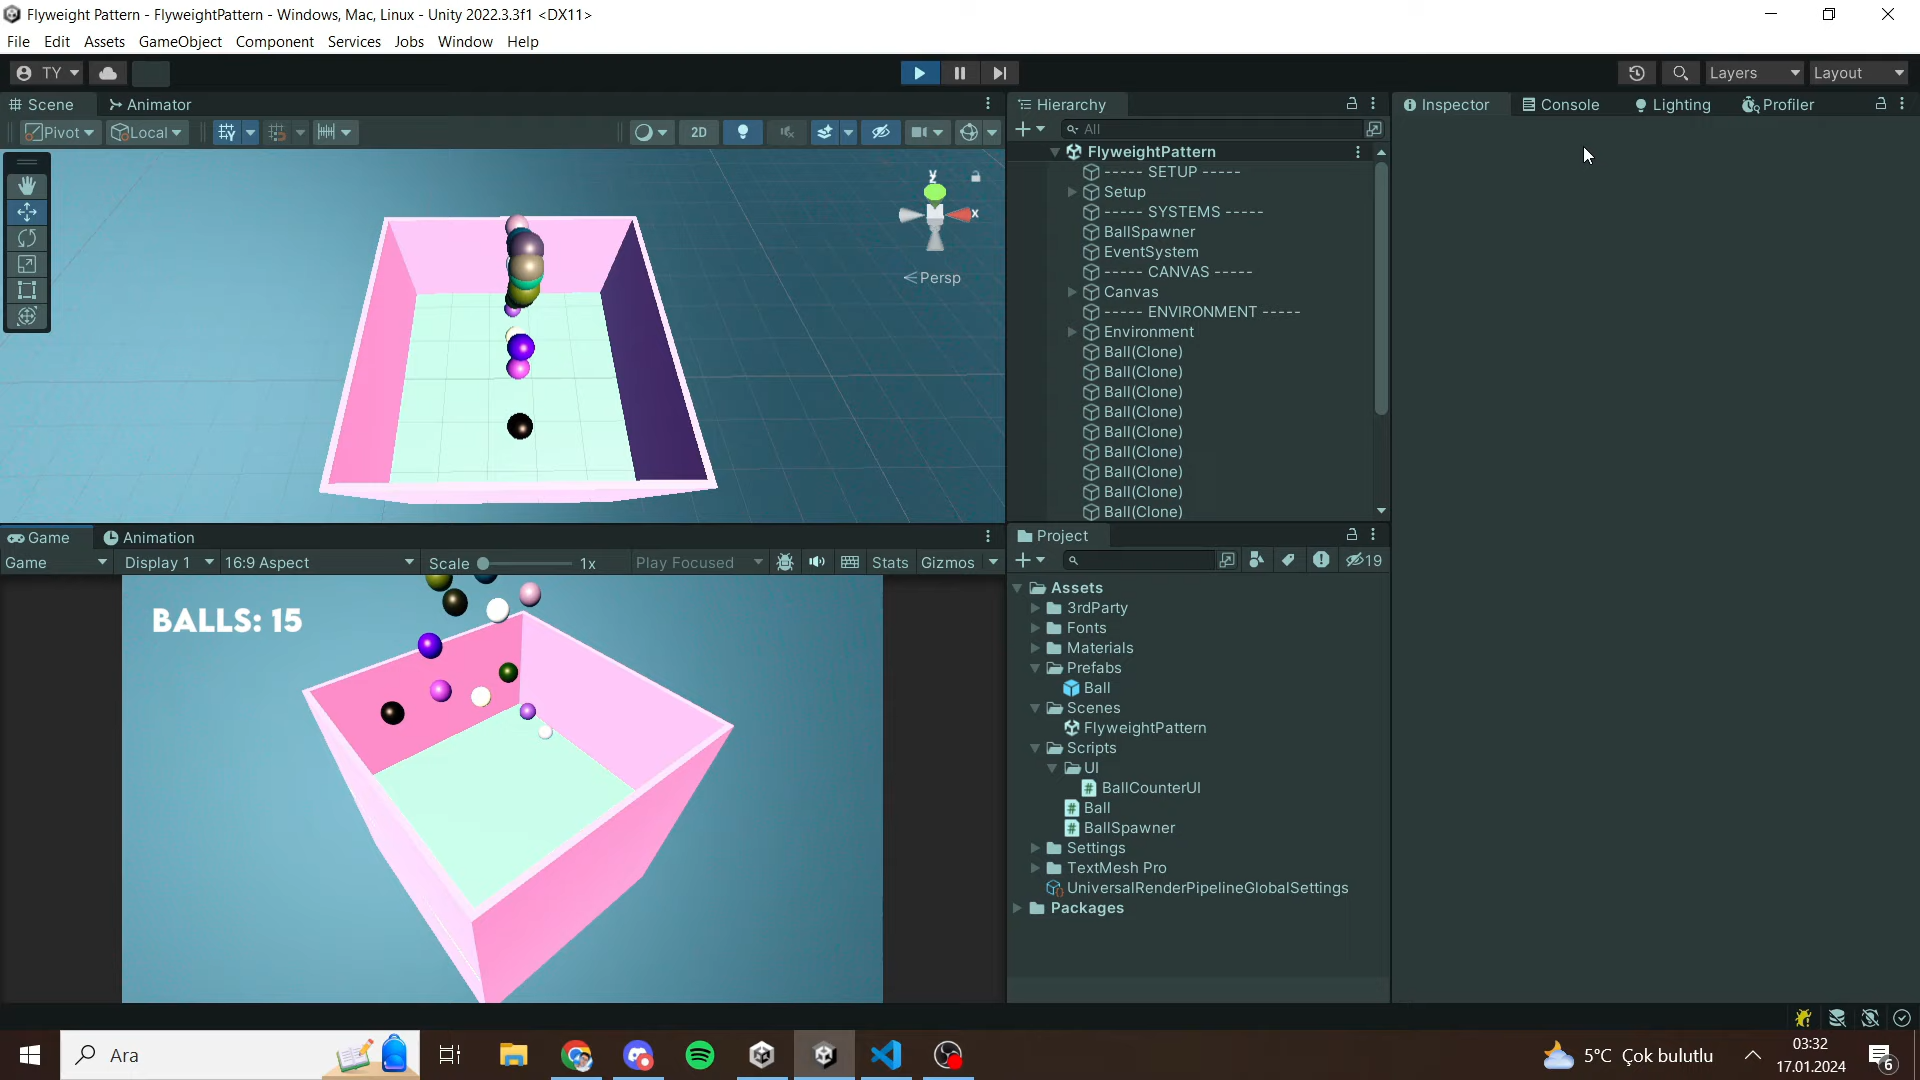 Flyweight Pattern - FlyweightPattern - Windows, Mac, Linux - Unity 2022.3.3f1 <DX11>
File Edit Assets GameObject Component Services Jobs Window Help
TY Layers Layout
Scene Animator
Pivot Local 2D
y
x
Persp
Hierarchy
All
FlyweightPattern
----- SETUP -----
Setup
----- SYSTEMS -----
BallSpawner
EventSystem
----- CANVAS -----
Canvas
----- ENVIRONMENT -----
Environment
Ball(Clone)
Ball(Clone)
Ball(Clone)
Ball(Clone)
Ball(Clone)
Ball(Clone)
Ball(Clone)
Ball(Clone)
Ball(Clone)
Inspector Console Lighting Profiler
Game Animation
Game Display 1 16:9 Aspect Scale 1x Play Focused Stats Gizmos
BALLS: 15
Project
19
Assets
3rdParty
Fonts
Materials
Prefabs
Ball
Scenes
FlyweightPattern
Scripts
UI
BallCounterUI
Ball
BallSpawner
Settings
TextMesh Pro
UniversalRenderPipelineGlobalSettings
Packages
Ara
5°C Çok bulutlu
03:32
17.01.2024
6